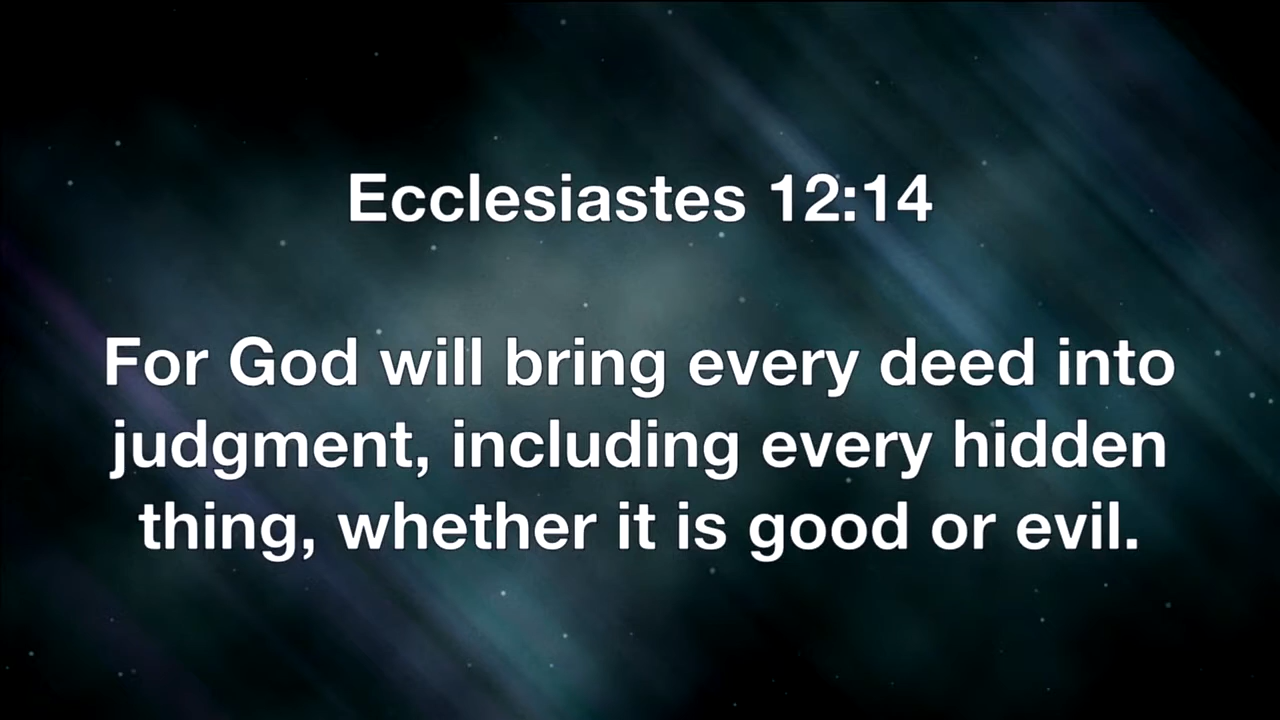 Ecclesiastes 12:14
For God will bring every deed into
judgment, including every hidden
thing, whether it is good or evil.